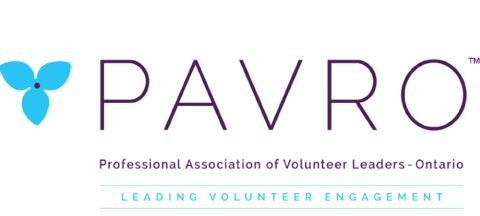 PAVRO™
Professional Association of Volunteer Leaders - Ontario
LEADING VOLUNTEER ENGAGEMENT